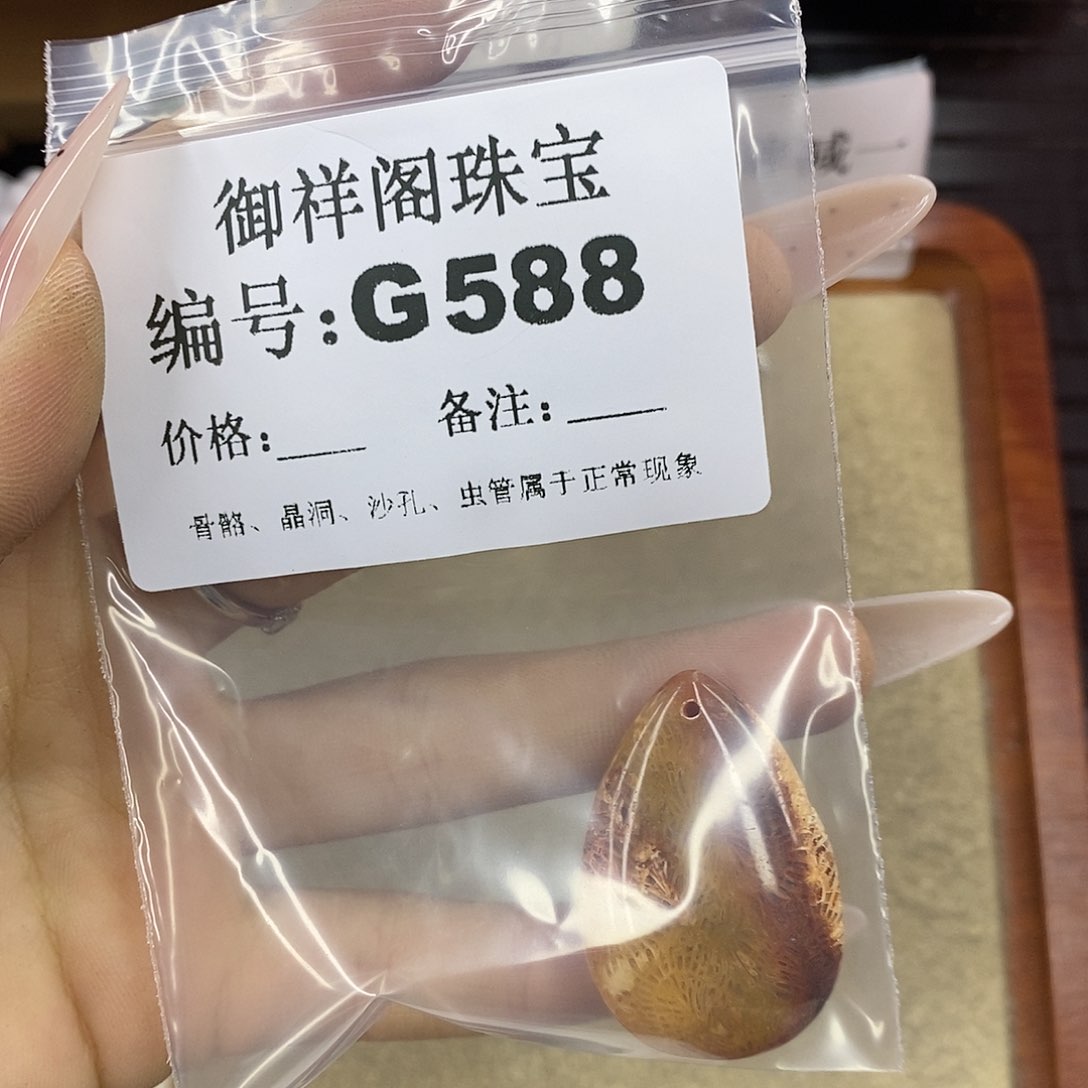 御祥阁珠宝
编号:G588
价格:___ 备注:____
骨骼、晶洞、沙孔、虫管属于正常现象